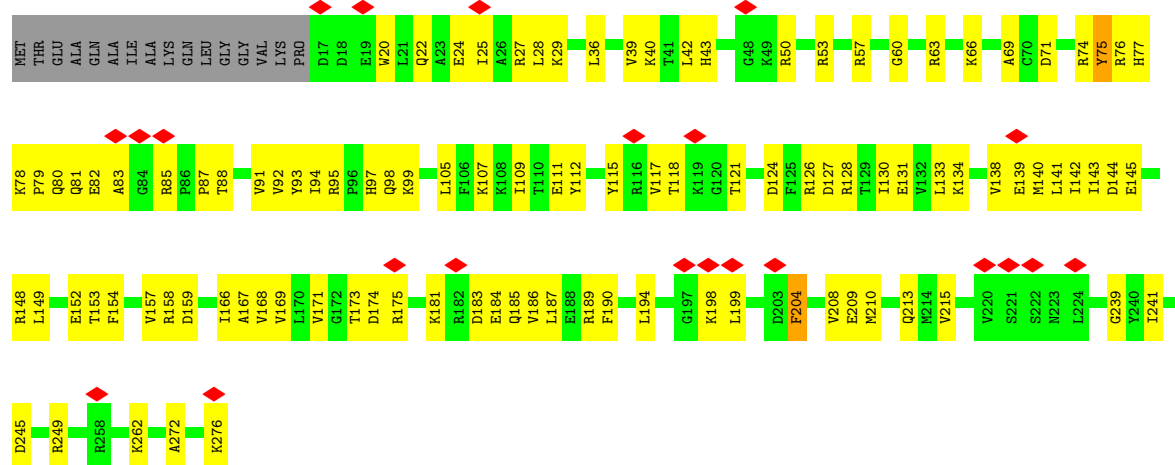 MET THR GLU ALA ALA GLN ALA ILE ALA LYS GLN LEU GLY GLY VAL LYS PRO D17 D18 E19 W20 L21 Q22 A23 E24 I25 A26 R27 L28 K29 L36 V39 K40 T41 L42 H43 G48 K49 R50 R53 R57 G60 R63 K66 A69 C70 D71 R74 Y75 R76 H77
K78 P79 Q80 Q81 E82 A83 G84 R85 P86 P87 T88 V91 V92 Y93 I94 R95 P96 H97 Q98 K99 L105 F106 K107 K108 I109 T110 E111 Y112 Y115 R116 V117 T118 K119 G120 T121 D124 F125 R126 D127 R128 T129 I130 E131 V132 L133 K134 V138 E139 M140 L141 I142 I143 D144 E145
R148 L149 E152 T153 F154 V157 R158 D159 I166 A167 V168 V169 L170 V171 G172 T173 D174 R175 K181 R182 D183 E184 Q185 V186 L187 E188 R189 F190 L194 G197 K198 L199 D203 F204 V208 E209 M210 Q213 M214 V215 V220 S221 S222 N223 L224 G239 Y240 I241
D245 R249 R258 K262 A272 K276